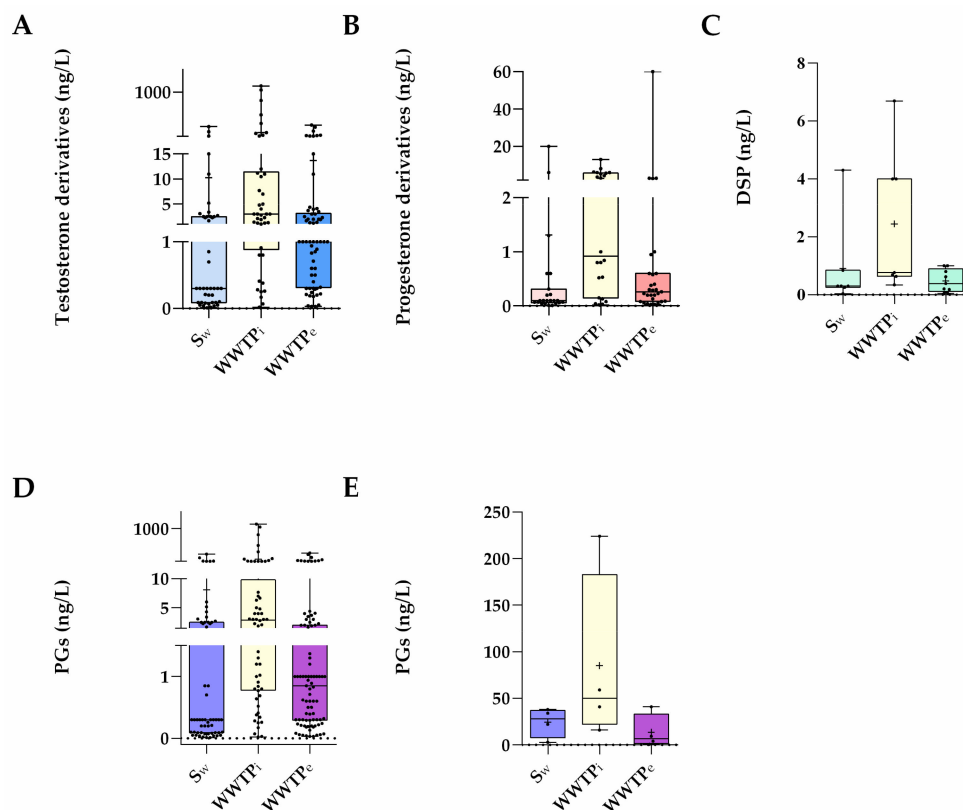 A
Testosterone derivatives (ng/L)
1000
15
10
5
1
0
Sw
WWTPi
WWTPe
B
Progesterone derivatives (ng/L)
60
40
20
2
1
0
Sw
WWTPi
WWTPe
C
DSP (ng/L)
8
6
4
2
0
Sw
WWTPi
WWTPe
D
PGs (ng/L)
1000
10
5
1
0
Sw
WWTPi
WWTPe
E
PGs (ng/L)
250
200
150
100
50
0
Sw
WWTPi
WWTPe